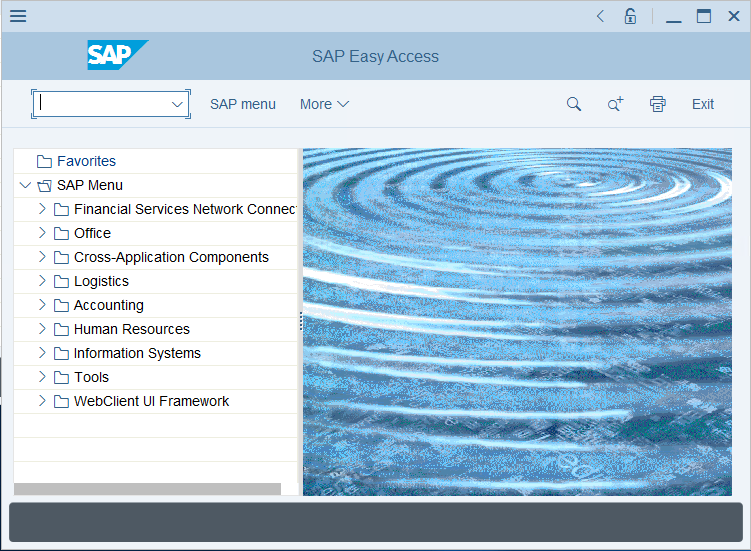 SAP
SAP Easy Access
SAP menu
More
Exit
Favorites
SAP Menu
Financial Services Network Connec
Office
Cross-Application Components
Logistics
Accounting
Human Resources
Information Systems
Tools
WebClient UI Framework